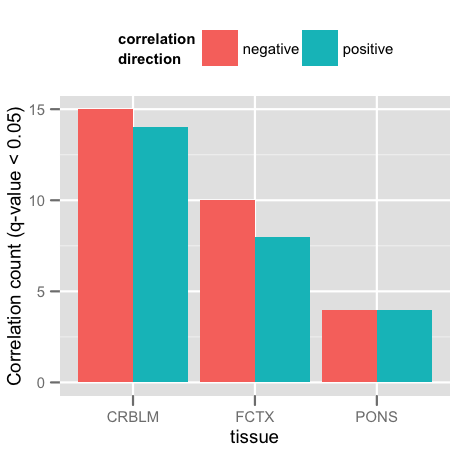 correlation
direction
negative positive
Correlation count (q-value < 0.05)
15
10
5
0
CRBLM FCTX PONS
tissue